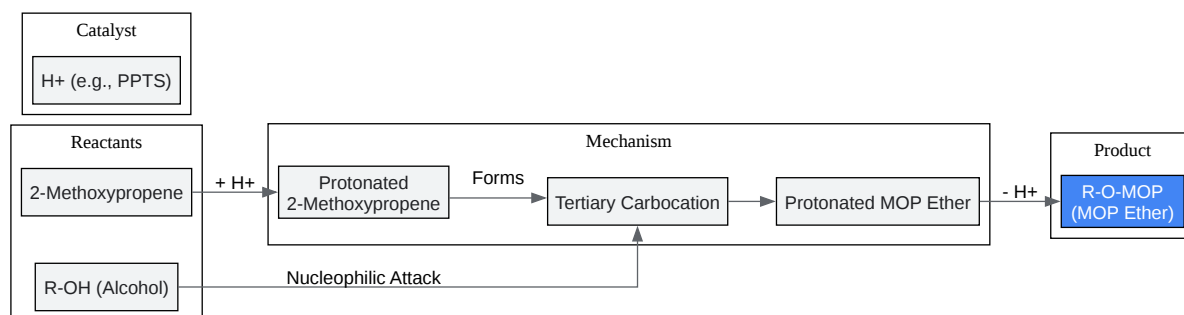 Catalyst
H+ (e.g., PPTS)
Reactants
2-Methoxypropene
R-OH (Alcohol)
+ H+
Mechanism
Protonated
2-Methoxypropene
Forms
Tertiary Carbocation
Protonated MOP Ether
Nucleophilic Attack
- H+
Product
R-O-MOP
(MOP Ether)